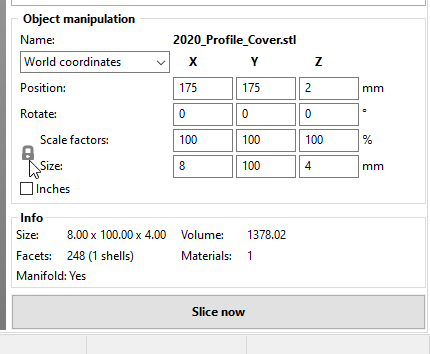 Object manipulation
Name: 2020_Profile_Cover.stl
World coordinates X Y Z
Position: 175 175 2 mm
Rotate: 0 0 0 °
Scale factors: 100 100 100 %
Size: 8 100 4 mm
Inches
Info
Size: 8.00 x 100.00 x 4.00 Volume: 1378.02
Facets: 248 (1 shells) Materials: 1
Manifold: Yes
Slice now